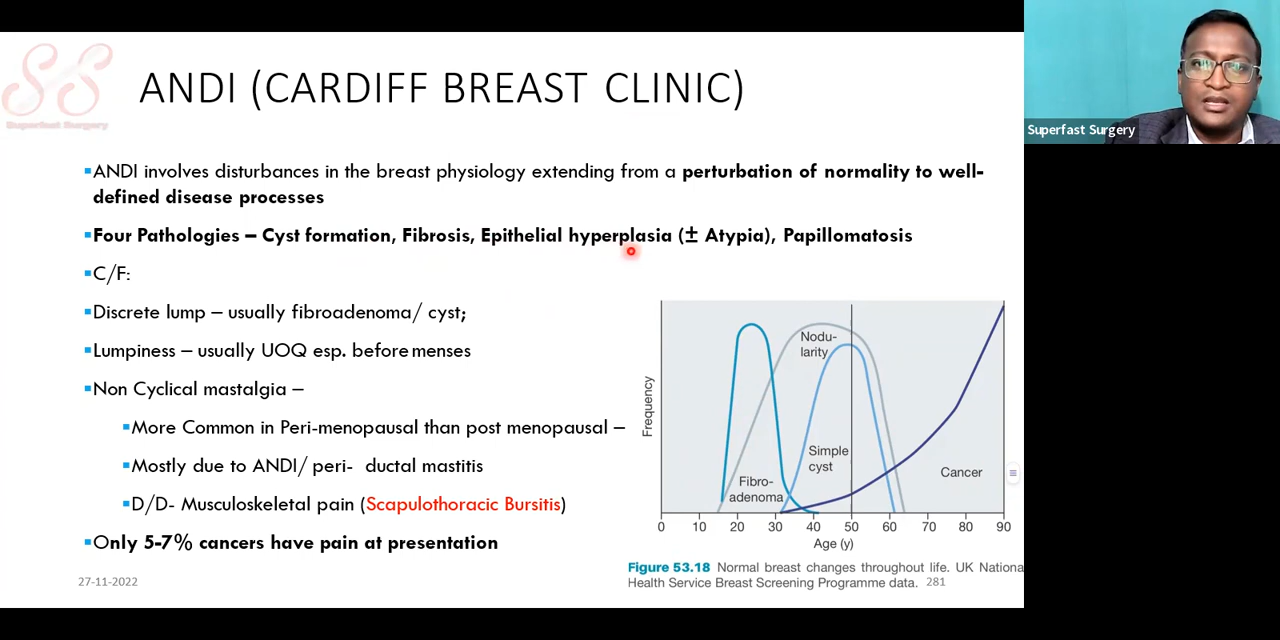 SS
Superfast Surgery
ANDI (CARDIFF BREAST CLINIC)
Superfast Surgery
▪ANDI involves disturbances in the breast physiology extending from a perturbation of normality to well-
defined disease processes
▪Four Pathologies – Cyst formation, Fibrosis, Epithelial hyperplasia (± Atypia), Papillomatosis
▪C/F:
▪Discrete lump – usually fibroadenoma/ cyst;
▪Lumpiness – usually UOQ esp. before menses
▪Non Cyclical mastalgia –
▪More Common in Peri-menopausal than post menopausal –
▪Mostly due to ANDI/ peri- ductal mastitis
▪D/D- Musculoskeletal pain (Scapulothoracic Bursitis)
▪Only 5-7% cancers have pain at presentation
27-11-2022
Frequency
Nodu-
larity
Simple
cyst
Fibro-
adenoma
Cancer
0 10 20 30 40 50 60 70 80 90
Age (y)
Figure 53.18 Normal breast changes throughout life. UK Nationa
Health Service Breast Screening Programme data.
281